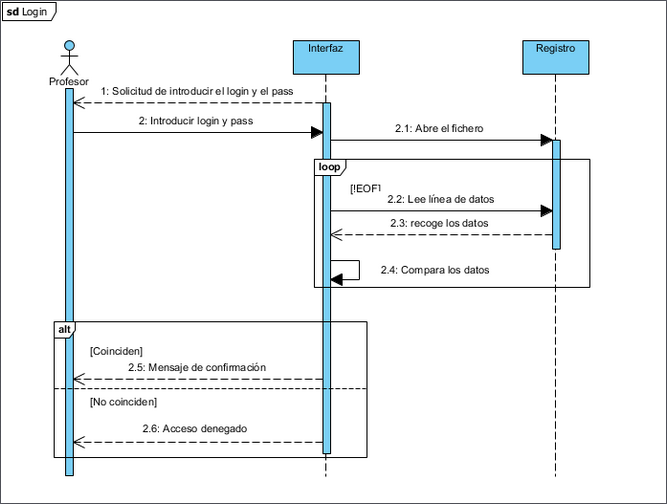 sd Login
Interfaz
Registro
Profesor
1: Solicitud de introducir el login y el pass
2: Introducir login y pass
2.1: Abre el fichero
loop
[!EOF]
2.2: Lee línea de datos
2.3: recoge los datos
2.4: Compara los datos
alt
[Coinciden]
2.5: Mensaje de confirmación
[No coinciden]
2.6: Acceso denegado